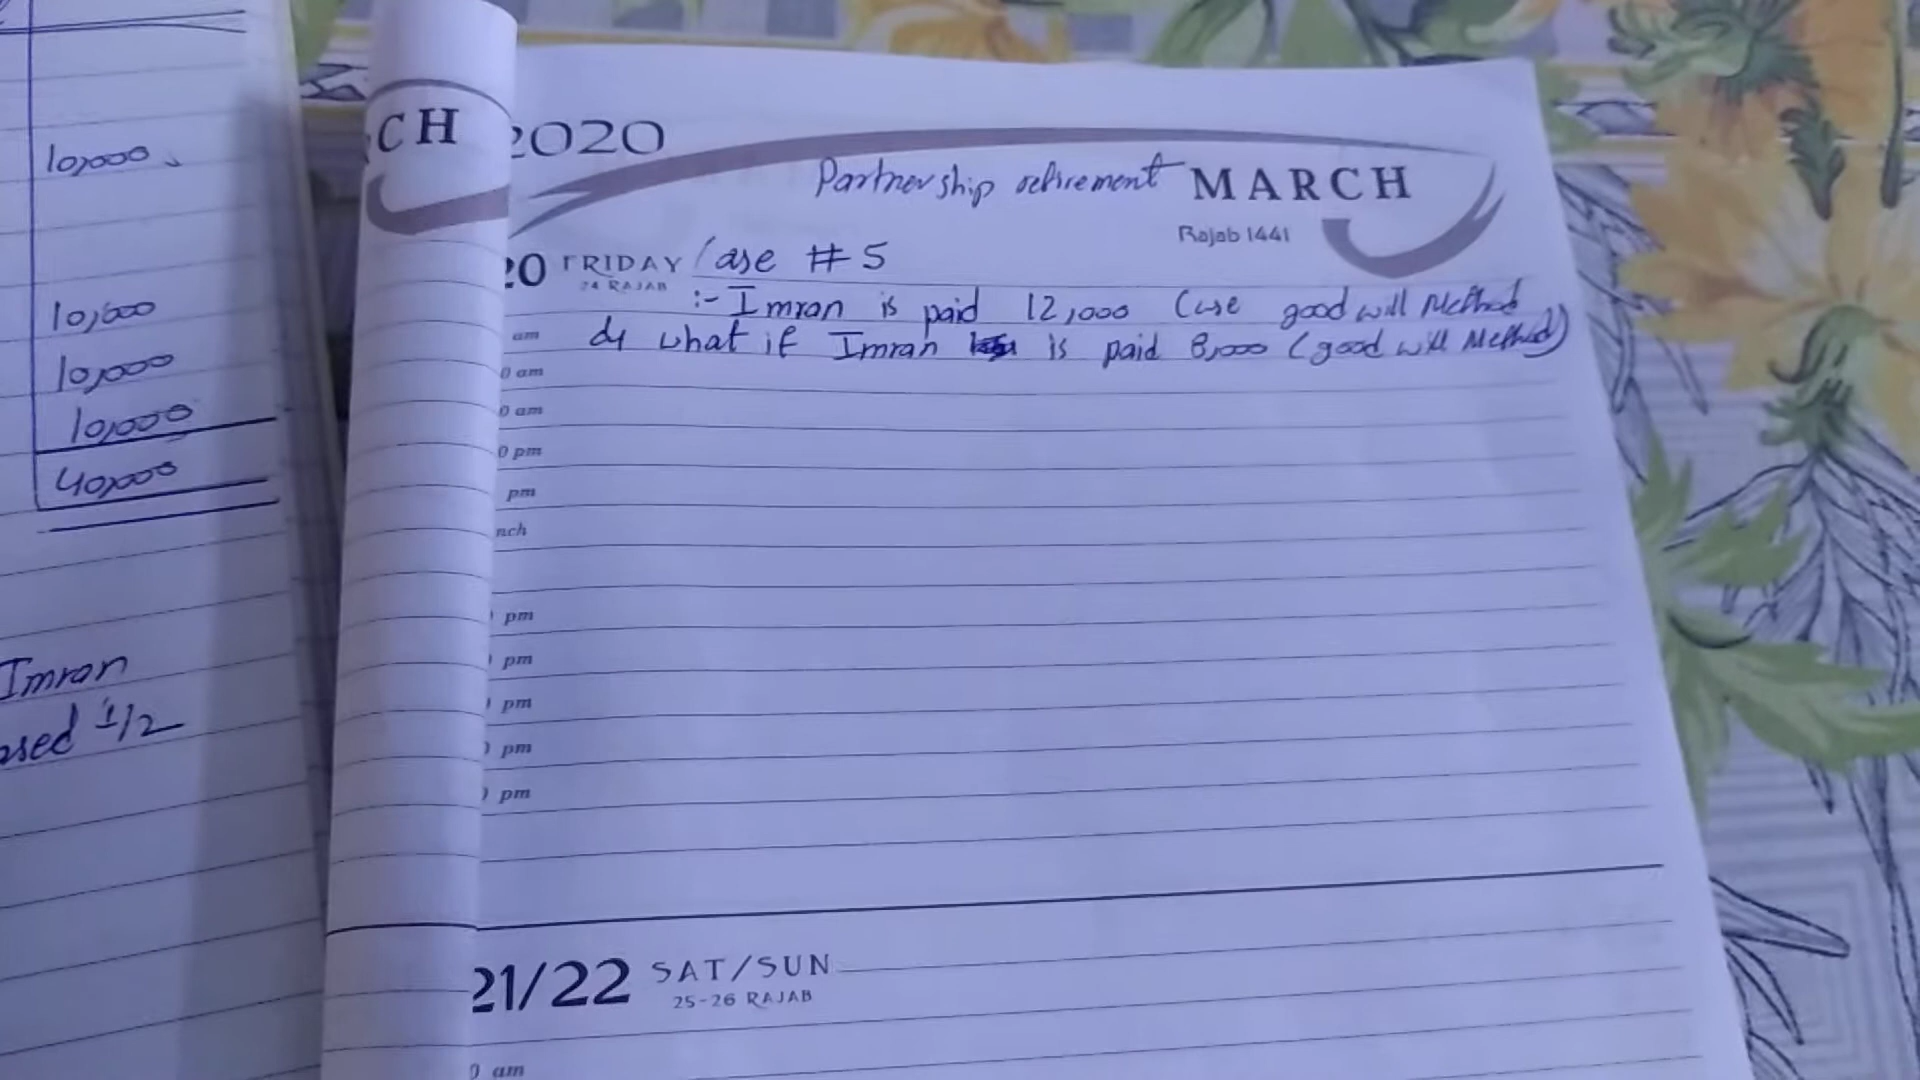 10,000
10,000
10,000
10,000
40,000
Imran
1/2
CH
2020
Partnership retirement MARCH
Rajab 1441
20 FRIDAY Case # 5
24 RAJAB
:- Imran is paid 12,000 (use good will Method
am & what if Imran is paid 8,000 (good will Method)
0 am
0 am
0 pm
pm
nch
pm
pm
pm
pm
pm
21/22 SAT/SUN
25-26 RAJAB
0 am